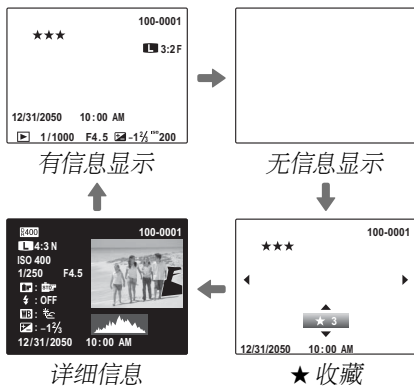 100-0001
★★★
L 3:2 F
12/31/2050 10:00 AM
1/1000 F4.5 -1⅔ ISO 200
有信息显示
无信息显示
400 100-0001
L 4:3 N
ISO 400
1/250 F4.5
: STD
: OFF
WB :
: -1⅔
12/31/2050 10:00 AM
详细信息
100-0001
★★★
★ 3
12/31/2050 10:00 AM
★ 收藏